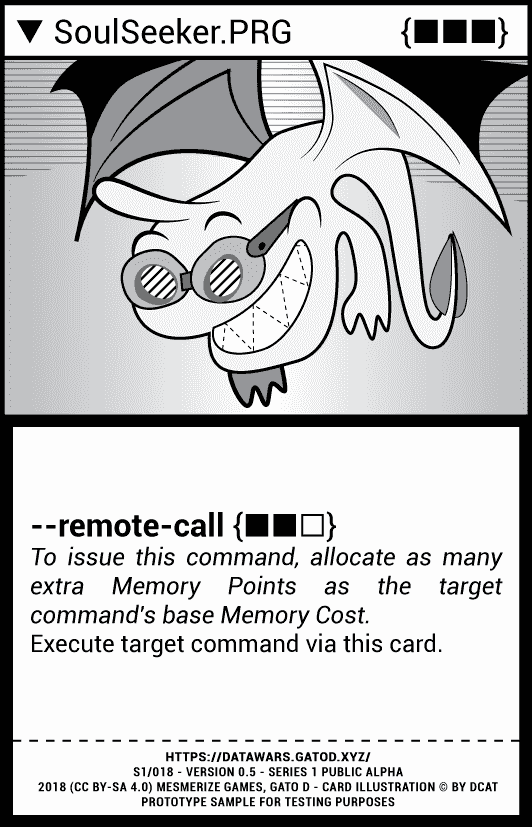 ▼ SoulSeeker.PRG {■■■}
--remote-call {■■□}
To issue this command, allocate as many
extra Memory Points as the target
command's base Memory Cost.
Execute target command via this card.
HTTPS://DATAWARS.GATOD.XYZ/
S1/018 - VERSION 0.5 - SERIES 1 PUBLIC ALPHA
2018 (CC BY-SA 4.0) MESMERIZE GAMES, GATO D - CARD ILLUSTRATION © BY DCAT
PROTOTYPE SAMPLE FOR TESTING PURPOSES